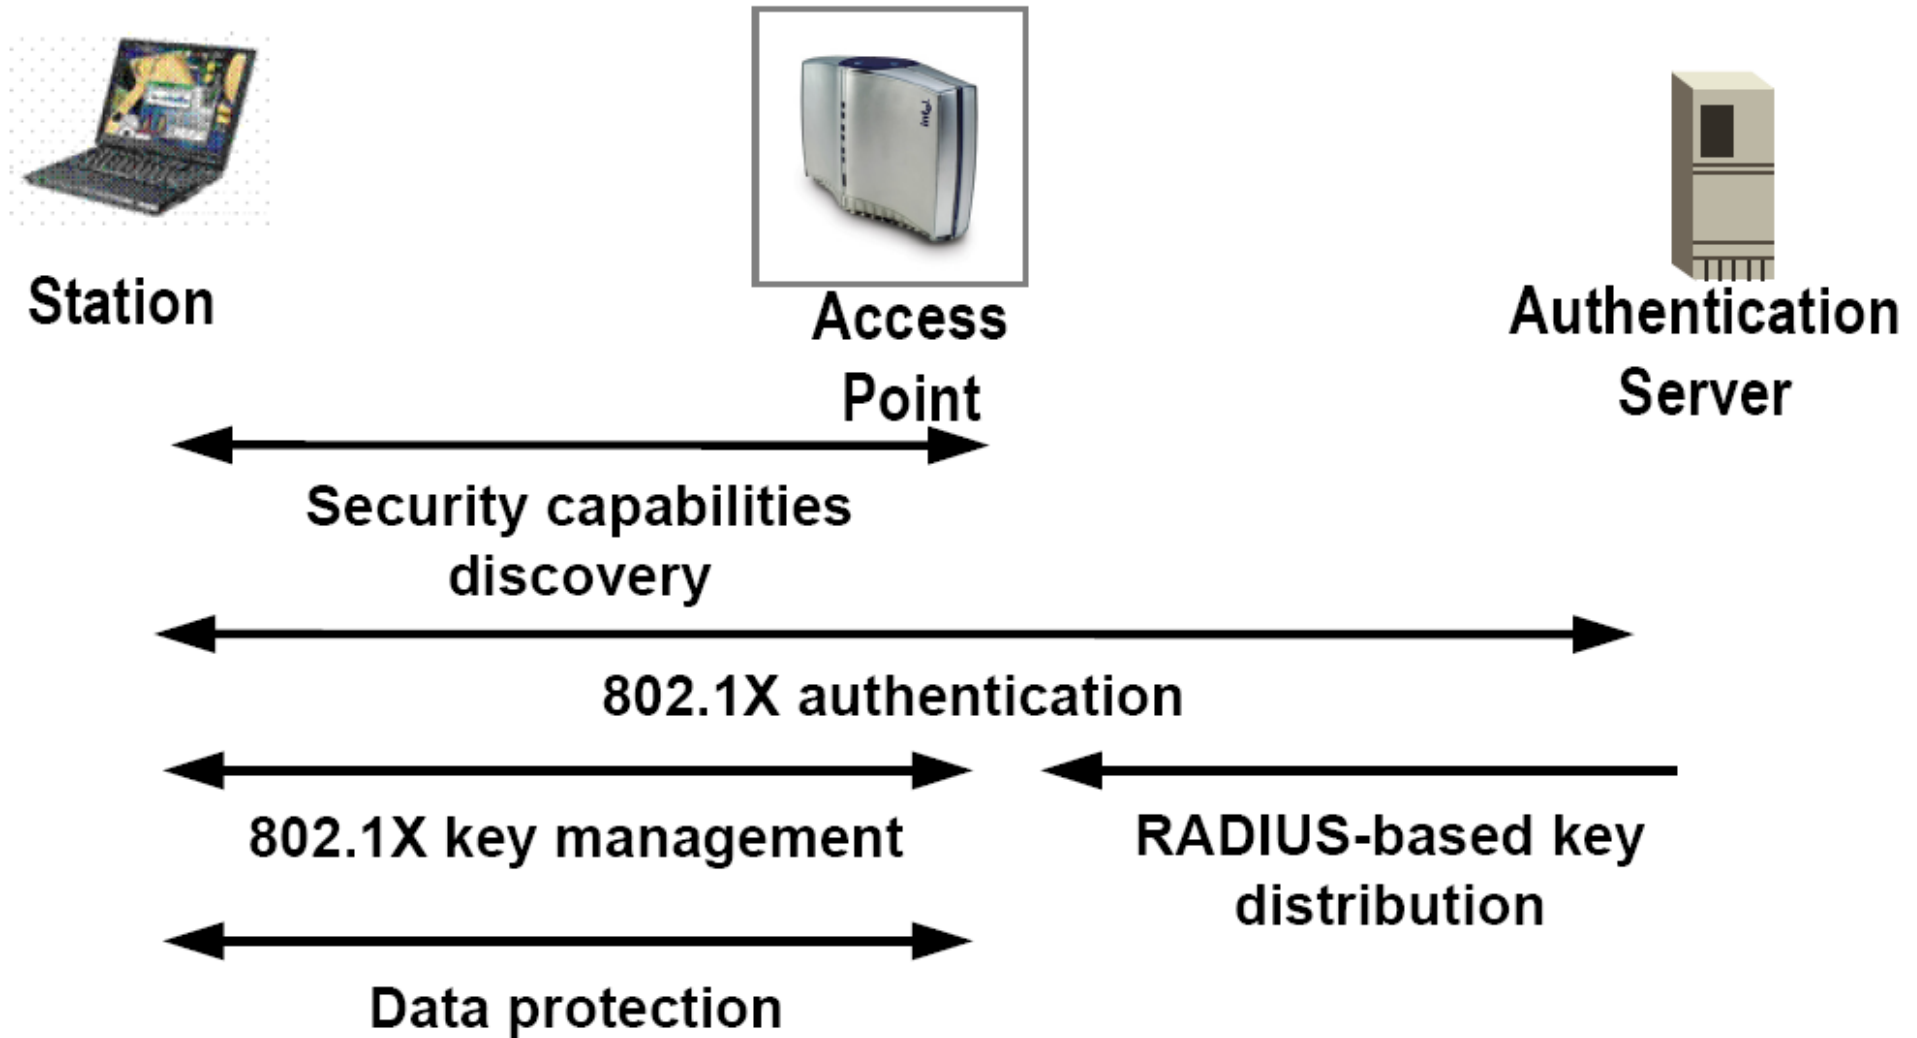 intel
Station
Access
Point
Authentication
Server
Security capabilities
discovery
802.1X authentication
802.1X key management
RADIUS-based key
distribution
Data protection